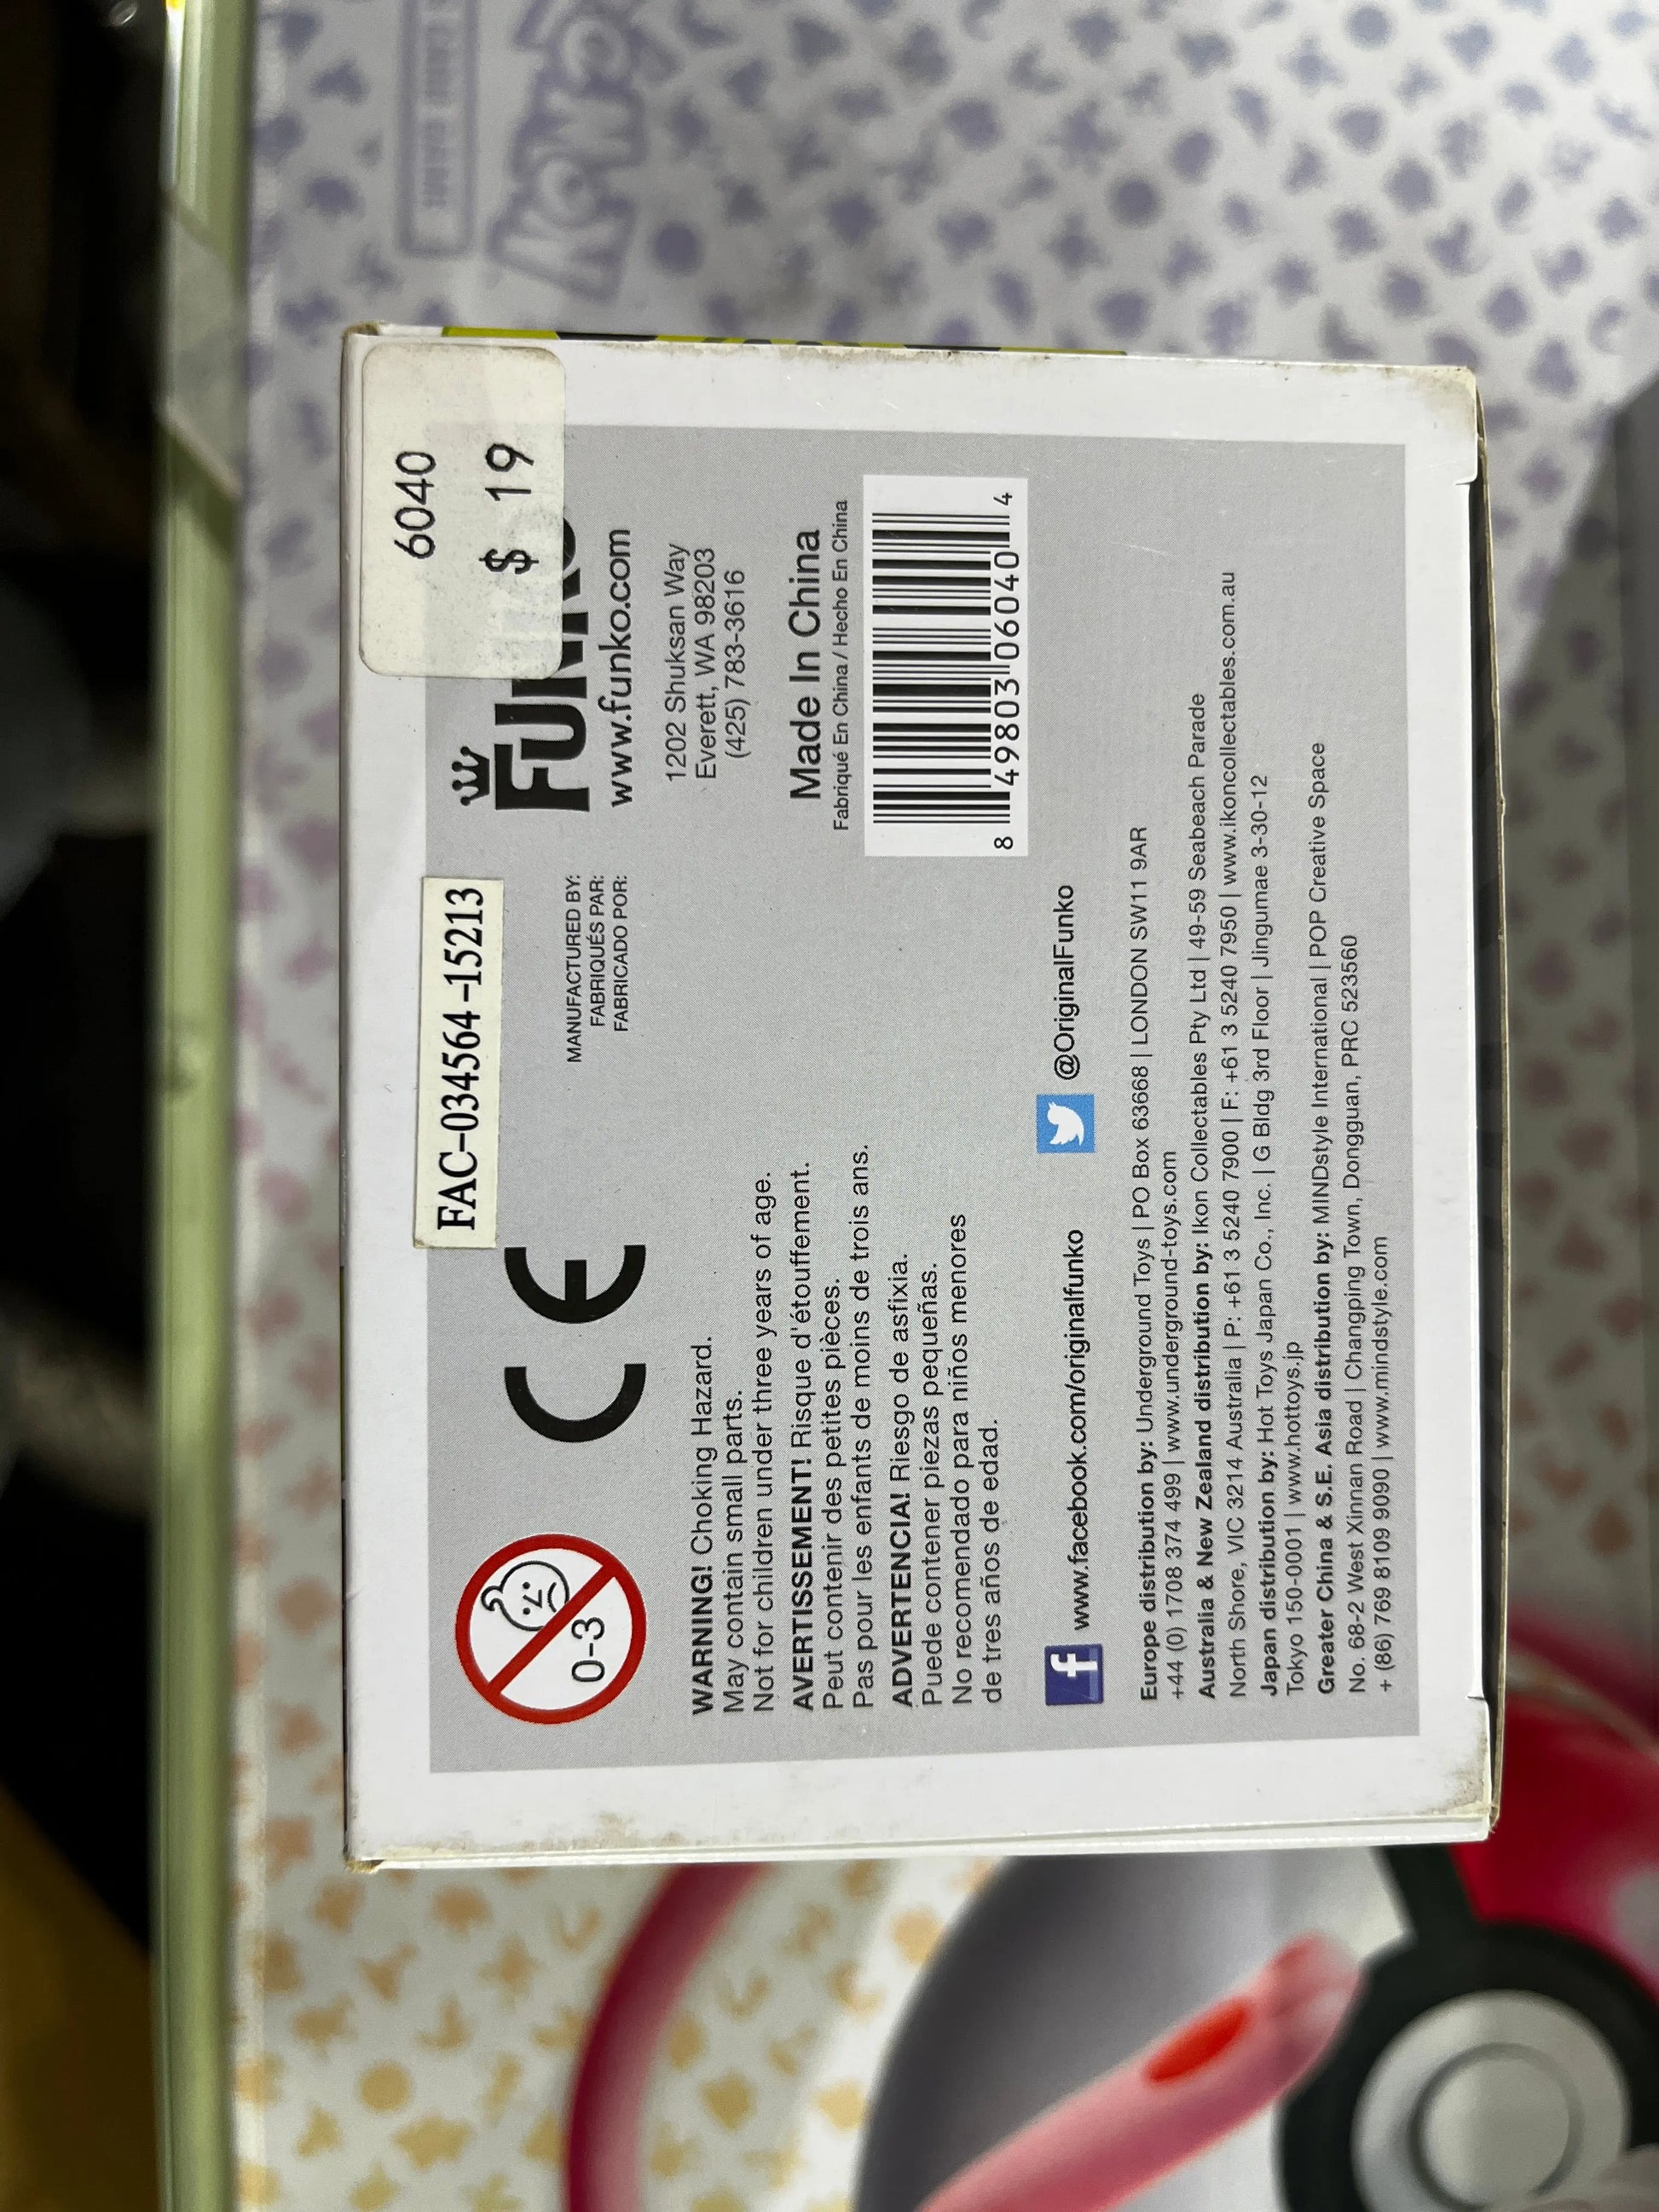 6040
$ 19
FAC-034564-15213
0-3
CE
MANUFACTURED BY:
FABRIQUÉS PAR:
FABRICADO POR:
FUNKO
www.funko.com
1202 Shuksan Way
Everett, WA 98203
(425) 783-3616
Made In China
Fabriqué En China / Hecho En China
8 49803 06040 4
WARNING! Choking Hazard.
May contain small parts.
Not for children under three years of age.
AVERTISSEMENT! Risque d'étouffement.
Peut contenir des petites pièces.
Pas pour les enfants de moins de trois ans.
ADVERTENCIA! Riesgo de asfixia.
Puede contener piezas pequeñas.
No recomendado para niños menores
de tres años de edad.
f www.facebook.com/originalfunko
@OriginalFunko
Europe distribution by: Underground Toys | PO Box 63668 | LONDON SW11 9AR
+44 (0) 1708 374 499 | www.underground-toys.com
Australia & New Zealand distribution by: Ikon Collectables Pty Ltd | 49-59 Seabeach Parade
North Shore, VIC 3214 Australia | P: +61 3 5240 7900 | F: +61 3 5240 7950 | www.ikoncollectables.com.au
Japan distribution by: Hot Toys Japan Co., Inc. | G Bldg 3rd Floor | Jingumae 3-30-12
Tokyo 150-0001 | www.hottoys.jp
Greater China & S.E. Asia distribution by: MINDstyle International | POP Creative Space
No. 68-2 West Xinnan Road | Changping Town, Dongguan, PRC 523560
+ (86) 769 8109 9090 | www.mindstyle.com